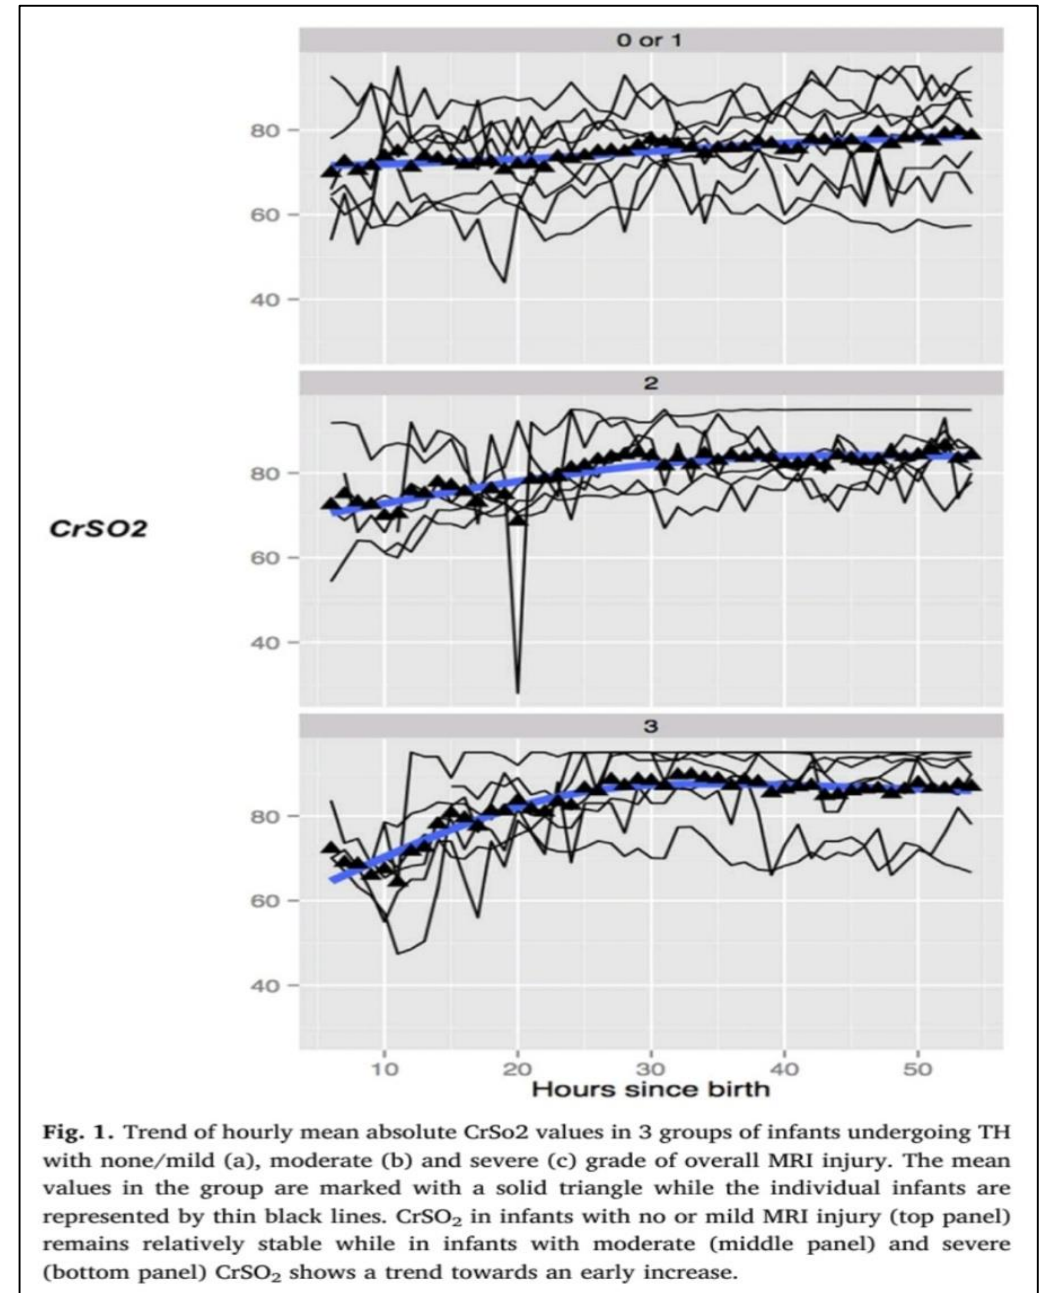 0 or 1
80
60
40
2
80
60
40
CrSO2
3
80
60
40
10 20 30 40 50
Hours since birth
Fig. 1. Trend of hourly mean absolute CrSo2 values in 3 groups of infants undergoing TH
with none/mild (a), moderate (b) and severe (c) grade of overall MRI injury. The mean
values in the group are marked with a solid triangle while the individual infants are
represented by thin black lines. CrSO₂ in infants with no or mild MRI injury (top panel)
remains relatively stable while in infants with moderate (middle panel) and severe
(bottom panel) CrSO₂ shows a trend towards an early increase.